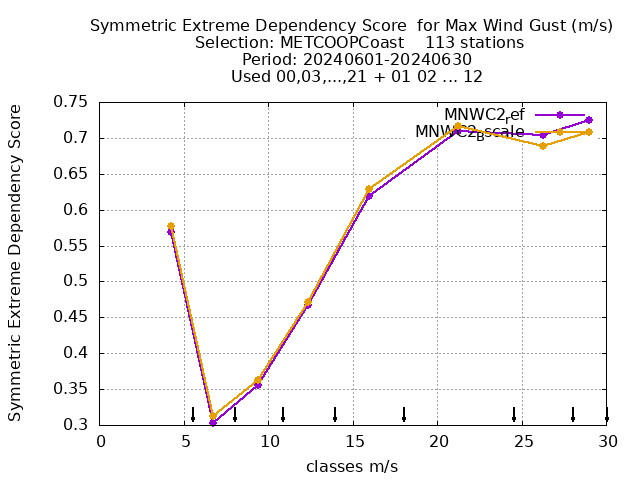 Symmetric Extreme Dependency Score  for Max Wind Gust (m/s)
Selection: METCOOPCoast    113 stations
Period: 20240601-20240630
Used 00,03,...,21 + 01 02 ... 12
Symmetric Extreme Dependency Score
0.75
0.7
0.65
0.6
0.55
0.5
0.45
0.4
0.35
0.3
MNWC2ref
MNWC2Bscale
0 5 10 15 20 25 30
classes m/s